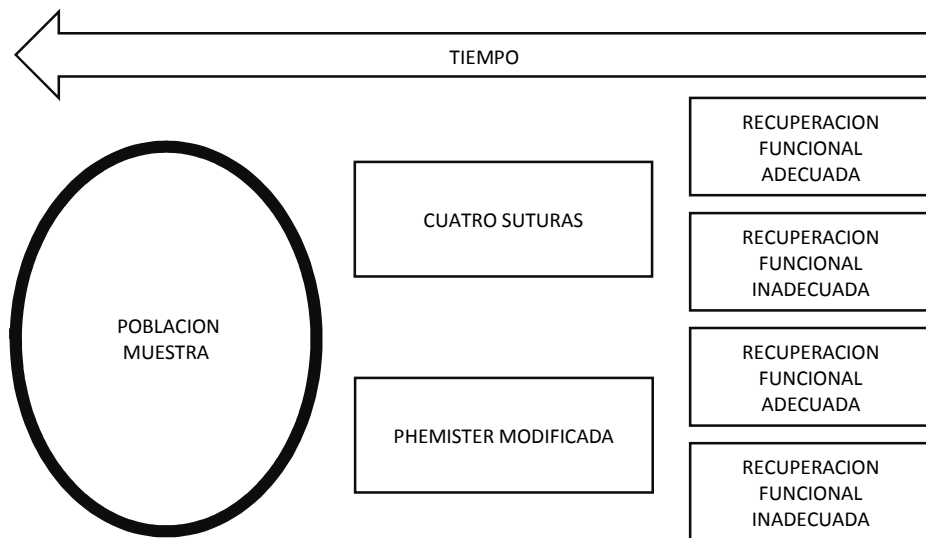 TIEMPO
RECUPERACION
FUNCIONAL
ADECUADA
CUATRO SUTURAS
RECUPERACION
FUNCIONAL
INADECUADA
POBLACION
MUESTRA
RECUPERACION
FUNCIONAL
ADECUADA
PHEMISTER MODIFICADA
RECUPERACION
FUNCIONAL
INADECUADA